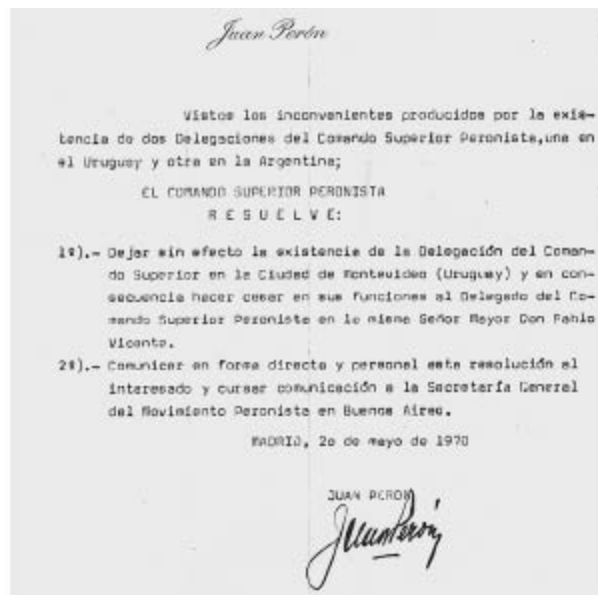 Juan Perón
Vistos los inconvenientes producidos por la exis-
tencia de dos Delegaciones del Comando Superior Peronista,una en
el Uruguay y otra en la Argentina;
EL COMANDO SUPERIOR PERONISTA
R E S U E L V E:
1º).- Dejar sin efecto la existencia de la Delegación del Coman-
do Superior en la Ciudad de Montevideo (Uruguay) y en con-
secuencia hacer cesar en sus funciones al Delegado del Co-
mando Superior Peronista en la misma Señor Mayor Don Pablo
Vicente.
2º).- Comunicar en forma directa y personal esta resolución al
interesado y cursar comunicación a la Secretaría General
del Movimiento Peronista en Buenos Aires.
MADRID, 20 de mayo de 1970
JUAN PERON
Juan Perón